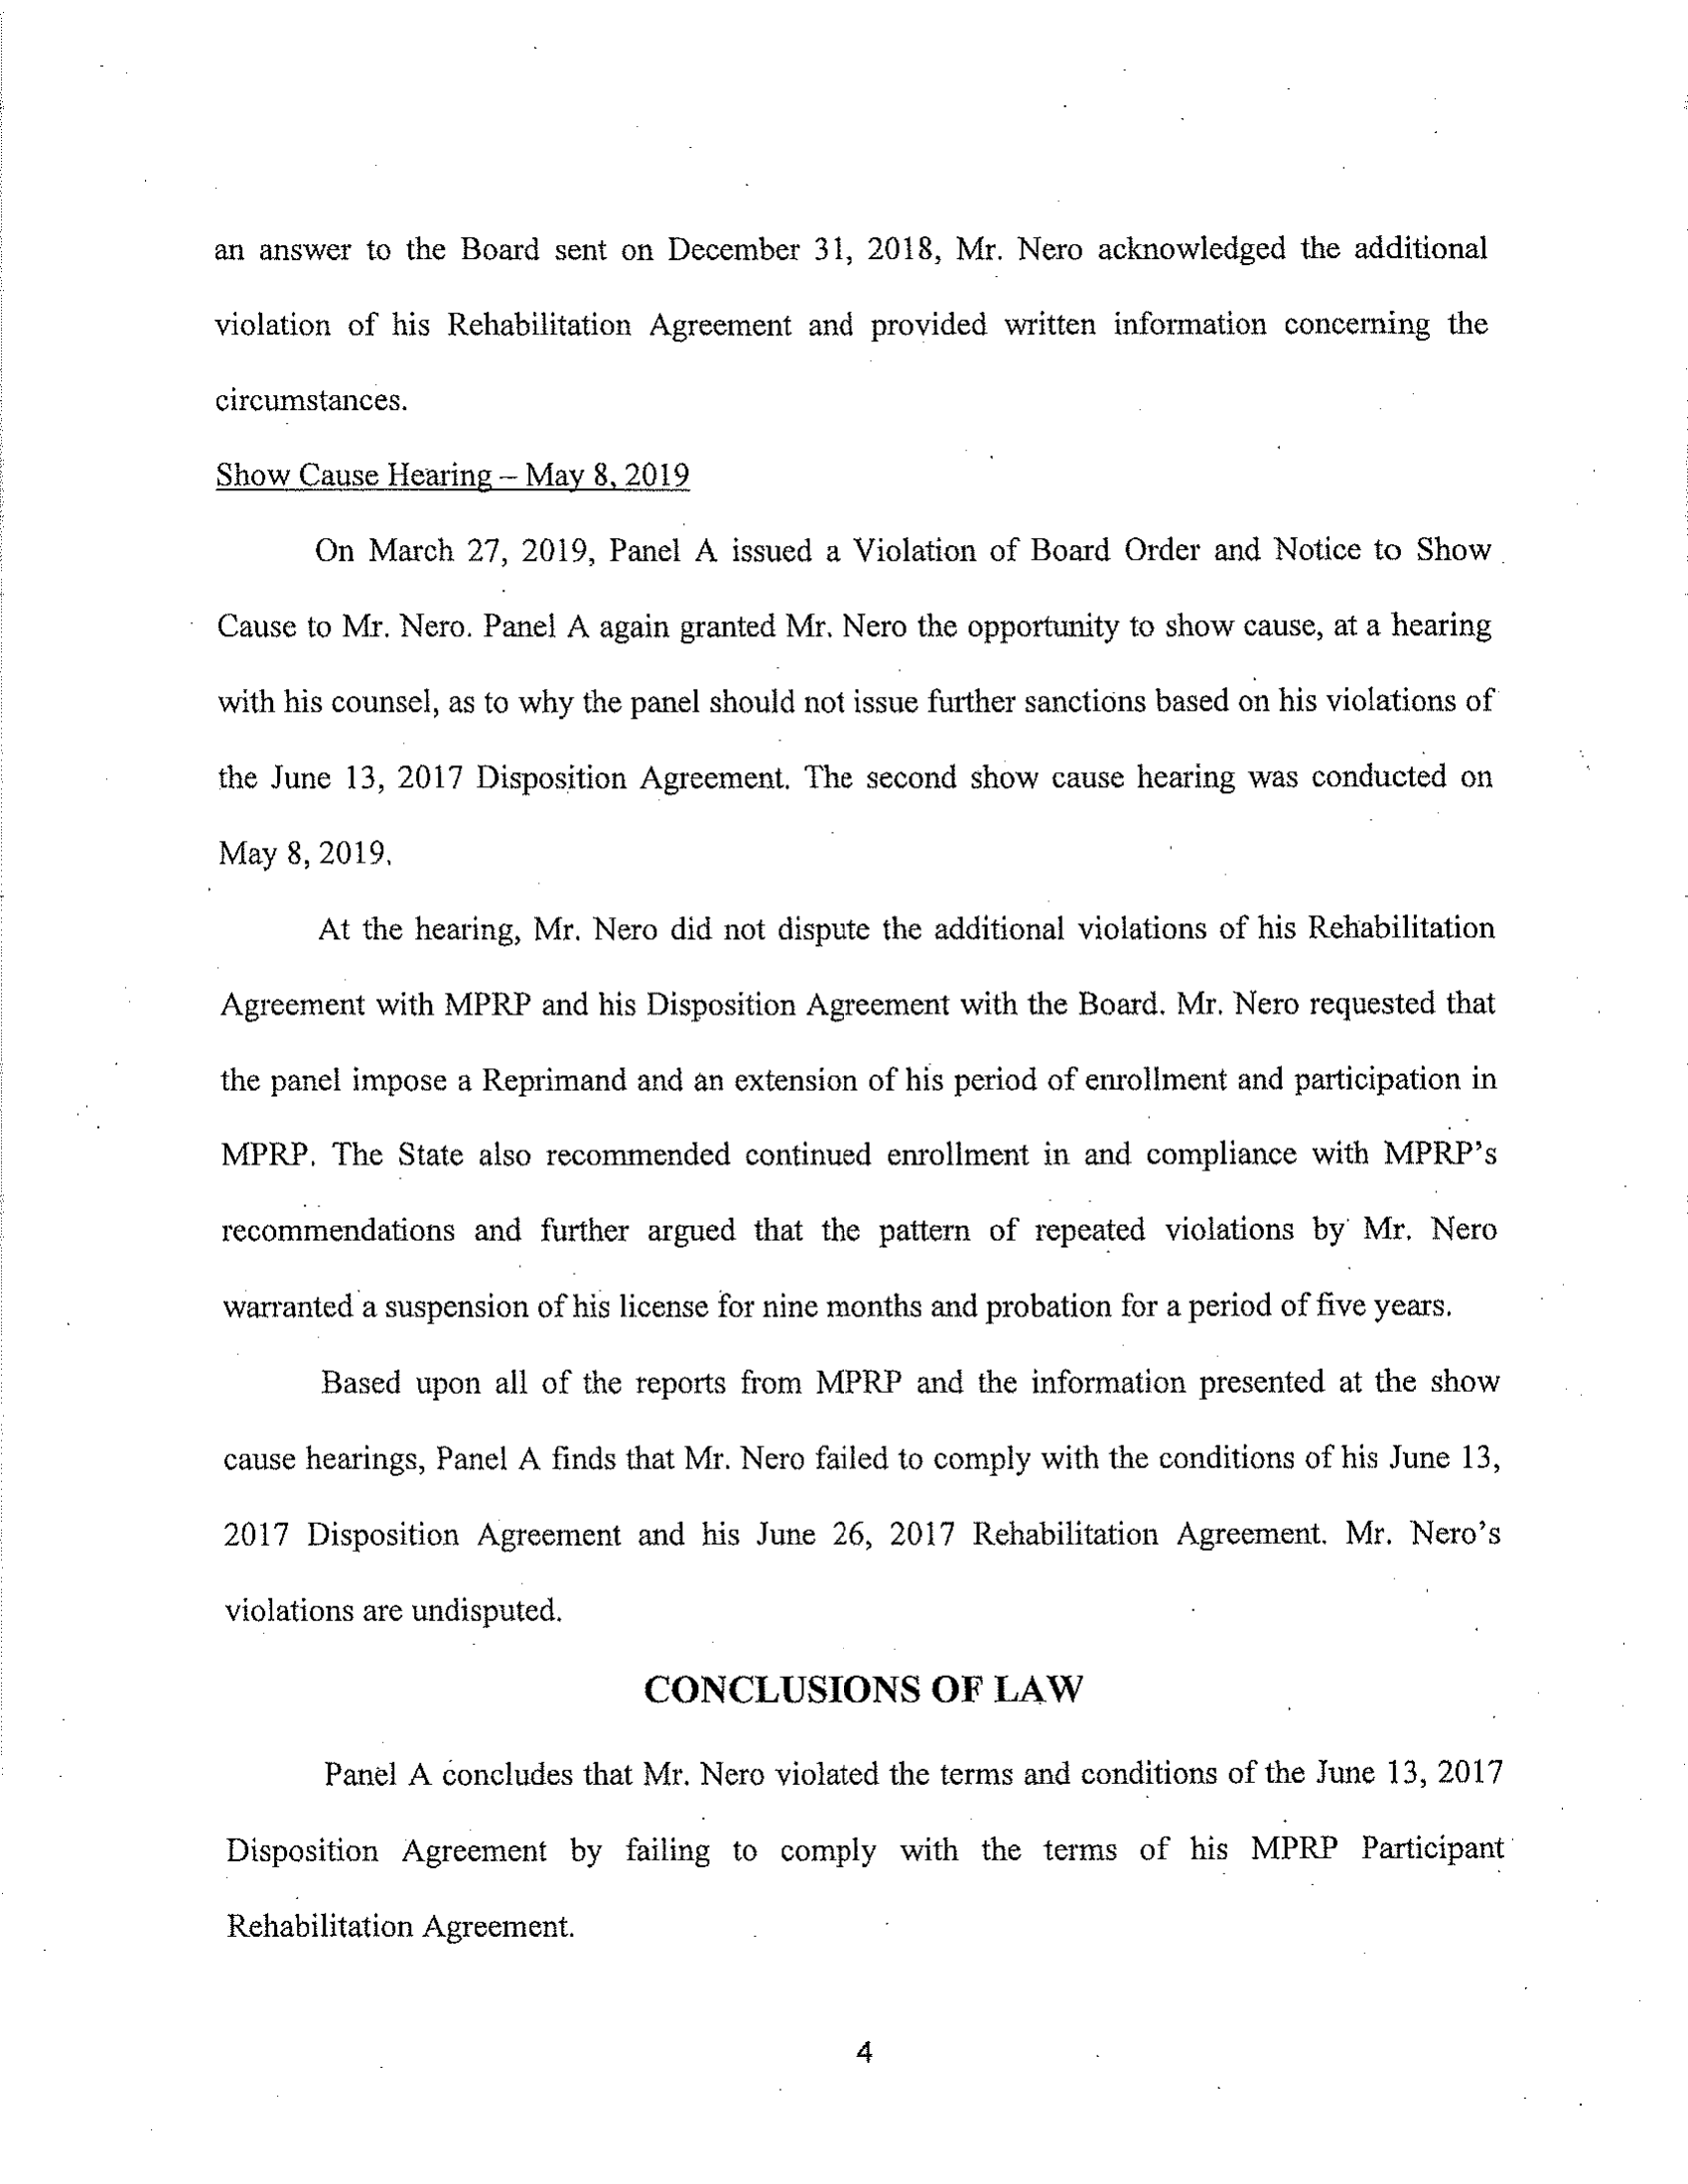 an answer to the Board sent on December 31, 2018, Mr. Nero acknowledged the additional
violation of his Rehabilitation Agreement and provided written information concerning the
circumstances.
Show Cause Hearing – May 8, 2019
On March 27, 2019, Panel A issued a Violation of Board Order and Notice to Show
Cause to Mr. Nero. Panel A again granted Mr. Nero the opportunity to show cause, at a hearing
with his counsel, as to why the panel should not issue further sanctions based on his violations of
the June 13, 2017 Disposition Agreement. The second show cause hearing was conducted on
May 8, 2019.
At the hearing, Mr. Nero did not dispute the additional violations of his Rehabilitation
Agreement with MPRP and his Disposition Agreement with the Board. Mr. Nero requested that
the panel impose a Reprimand and an extension of his period of enrollment and participation in
MPRP. The State also recommended continued enrollment in and compliance with MPRP's
recommendations and further argued that the pattern of repeated violations by Mr. Nero
warranted a suspension of his license for nine months and probation for a period of five years.
Based upon all of the reports from MPRP and the information presented at the show
cause hearings, Panel A finds that Mr. Nero failed to comply with the conditions of his June 13,
2017 Disposition Agreement and his June 26, 2017 Rehabilitation Agreement. Mr. Nero's
violations are undisputed.
CONCLUSIONS OF LAW
Panel A concludes that Mr. Nero violated the terms and conditions of the June 13, 2017
Disposition Agreement by failing to comply with the terms of his MPRP Participant
Rehabilitation Agreement.
4